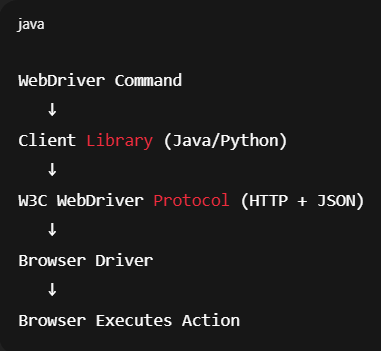 java
WebDriver Command
↓
Client Library (Java/Python)
↓
W3C WebDriver Protocol (HTTP + JSON)
↓
Browser Driver
↓
Browser Executes Action